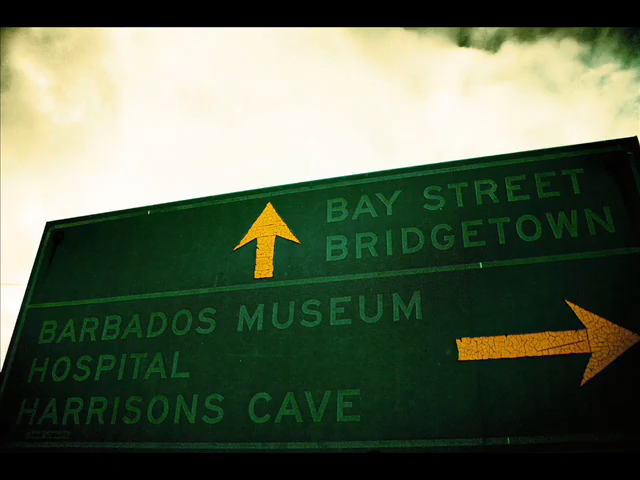 BAY STREET
BRIDGETOWN
BARBADOS MUSEUM
HOSPITAL
HARRISONS CAVE